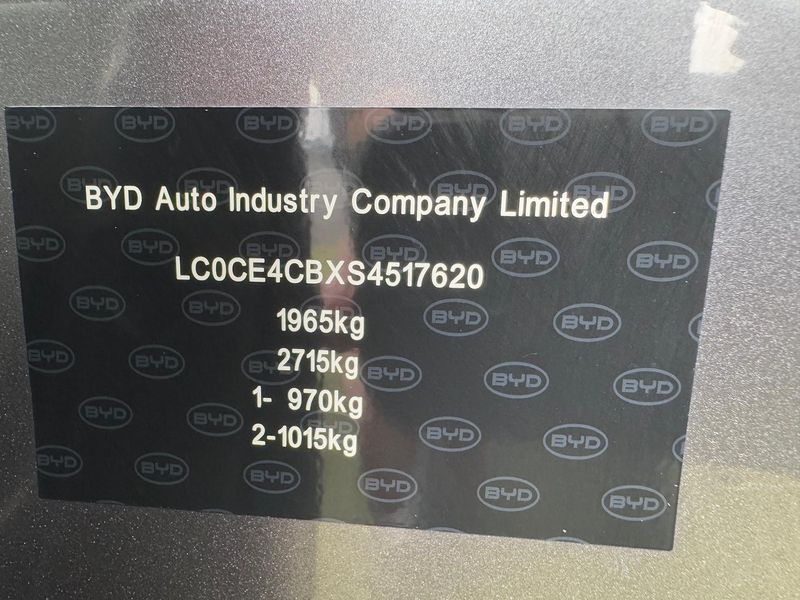 BYD Auto Industry Company Limited
LC0CE4CBXS4517620
1965kg
2715kg
1- 970kg
2-1015kg